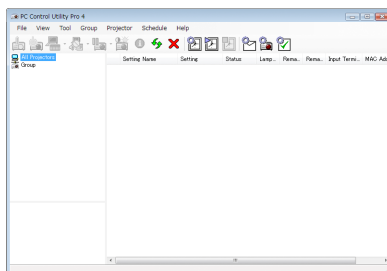 PC Control Utility Pro 4
File View Tool Group Projector Schedule Help
All Projectors
Group
Setting Name Setting Status Lamp... Rema... Rema... Input Termi... MAC Add